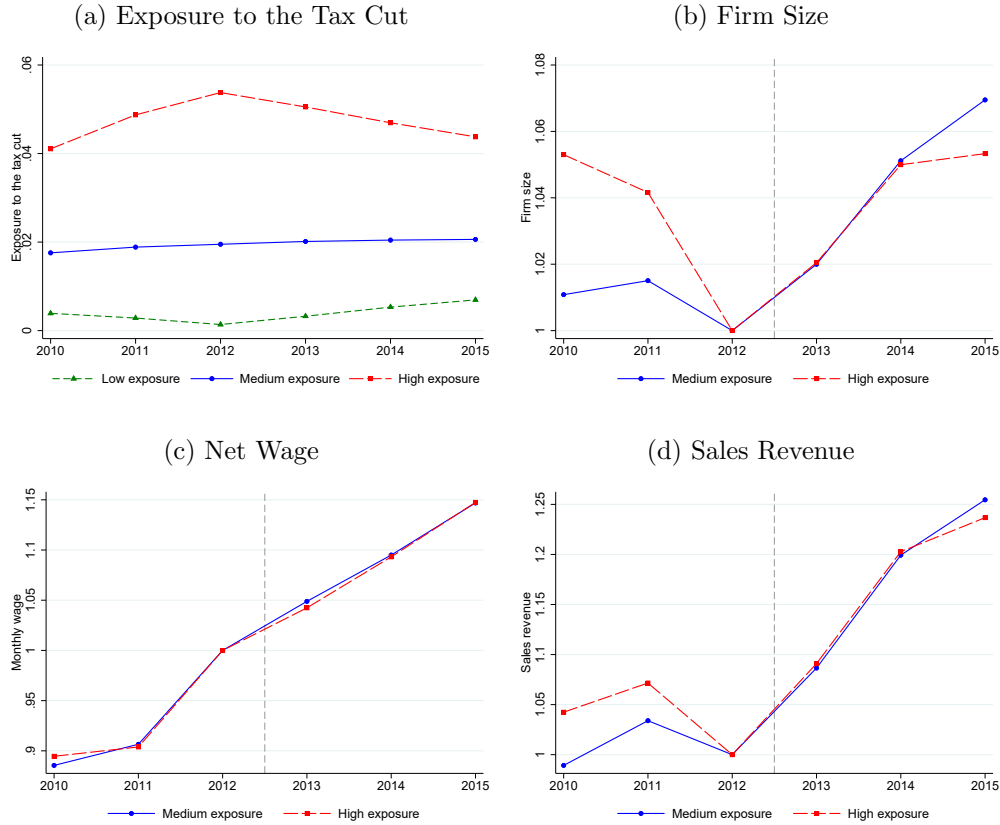 (a) Exposure to the Tax Cut
Exposure to the tax cut
.06
.04
.02
0
2010 2011 2012 2013 2014 2015
Low exposure Medium exposure High exposure
(b) Firm Size
Firm size
1.08
1.06
1.04
1.02
1
2010 2011 2012 2013 2014 2015
Medium exposure High exposure
(c) Net Wage
Monthly wage
1.15
1.1
1.05
1
.95
.9
2010 2011 2012 2013 2014 2015
Medium exposure High exposure
(d) Sales Revenue
Sales revenue
1.25
1.2
1.15
1.1
1.05
1
2010 2011 2012 2013 2014 2015
Medium exposure High exposure